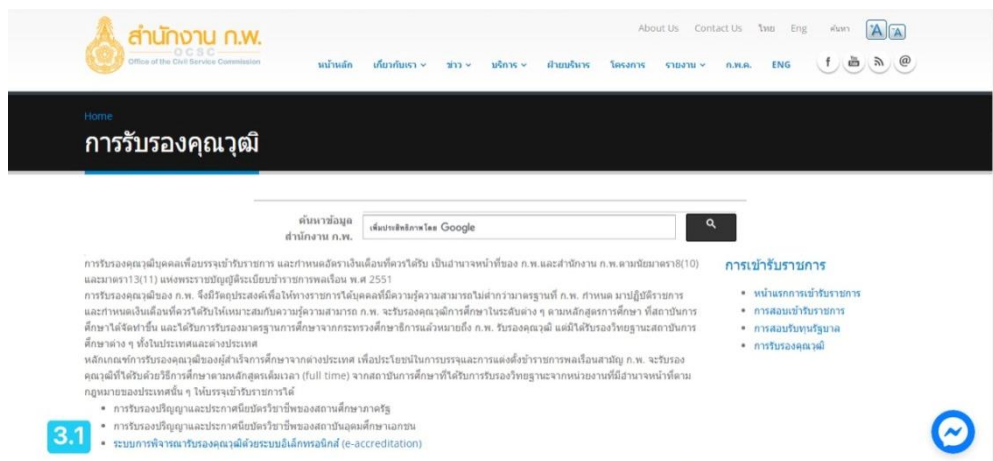 สำนักงาน ก.พ.
OCSC
Office of the Civil Service Commission
About Us Contact Us ไทย Eng ค้นหา +A -A
หน้าหลัก เกี่ยวกับเรา ข่าว บริการ ฝ่ายบริหาร โครงการ รายงาน ก.พ.ค. ENG
Home
การรับรองคุณวุฒิ
ค้นหาข้อมูล
สำนักงาน ก.พ.
เพิ่มประสิทธิภาพโดย Google
การรับรองคุณวุฒิบุคคลเพื่อบรรจุเข้ารับราชการ และกำหนดอัตราเงินเดือนที่ควรได้รับ เป็นอำนาจหน้าที่ของ ก.พ.และสำนักงาน ก.พ.ตามนัยมาตรา8(10)
และมาตรา13(11) แห่งพระราชบัญญัติระเบียบข้าราชการพลเรือน พ.ศ 2551
การรับรองคุณวุฒิของ ก.พ. จึงมีวัตถุประสงค์เพื่อให้ทางราชการได้บุคคลที่มีความรู้ความสามารถไม่ต่ำกว่ามาตรฐานที่ ก.พ. กำหนด มาปฏิบัติราชการ
และกำหนดเงินเดือนที่ควรได้รับให้เหมาะสมกับความรู้ความสามารถ ก.พ. จะรับรองคุณวุฒิการศึกษาในระดับต่าง ๆ ตามหลักสูตรการศึกษา ที่สถาบันการ
ศึกษาได้จัดทำขึ้น และได้รับการรับรองมาตรฐานการศึกษาจากกระทรวงศึกษาธิการแล้วหมายถึง ก.พ. รับรองคุณวุฒิ แต่มิได้รับรองวิทยฐานะสถาบันการ
ศึกษาต่าง ๆ ทั้งในประเทศและต่างประเทศ
หลักเกณฑ์การรับรองคุณวุฒิของผู้สำเร็จการศึกษาจากต่างประเทศ เพื่อประโยชน์ในการบรรจุและการแต่งตั้งข้าราชการพลเรือนสามัญ ก.พ. จะรับรอง
คุณวุฒิที่ได้รับด้วยวิธีการศึกษาตามหลักสูตรเต็มเวลา (full time) จากสถาบันการศึกษาที่ได้รับการรับรองวิทยฐานะจากหน่วยงานที่มีอำนาจหน้าที่ตาม
กฎหมายของประเทศนั้น ๆ ให้บรรจุเข้ารับราชการได้
• การรับรองปริญญาและประกาศนียบัตรวิชาชีพของสถานศึกษาภาครัฐ
• การรับรองปริญญาและประกาศนียบัตรวิชาชีพของสถาบันอุดมศึกษาเอกชน
• ระบบการพิจารณารับรองคุณวุฒิด้วยระบบอิเล็กทรอนิกส์ (e-accreditation)
การเข้ารับราชการ
• หน้าแรกการเข้ารับราชการ
• การสอบเข้ารับราชการ
• การสอบรับทุนรัฐบาล
• การรับรองคุณวุฒิ
3.1